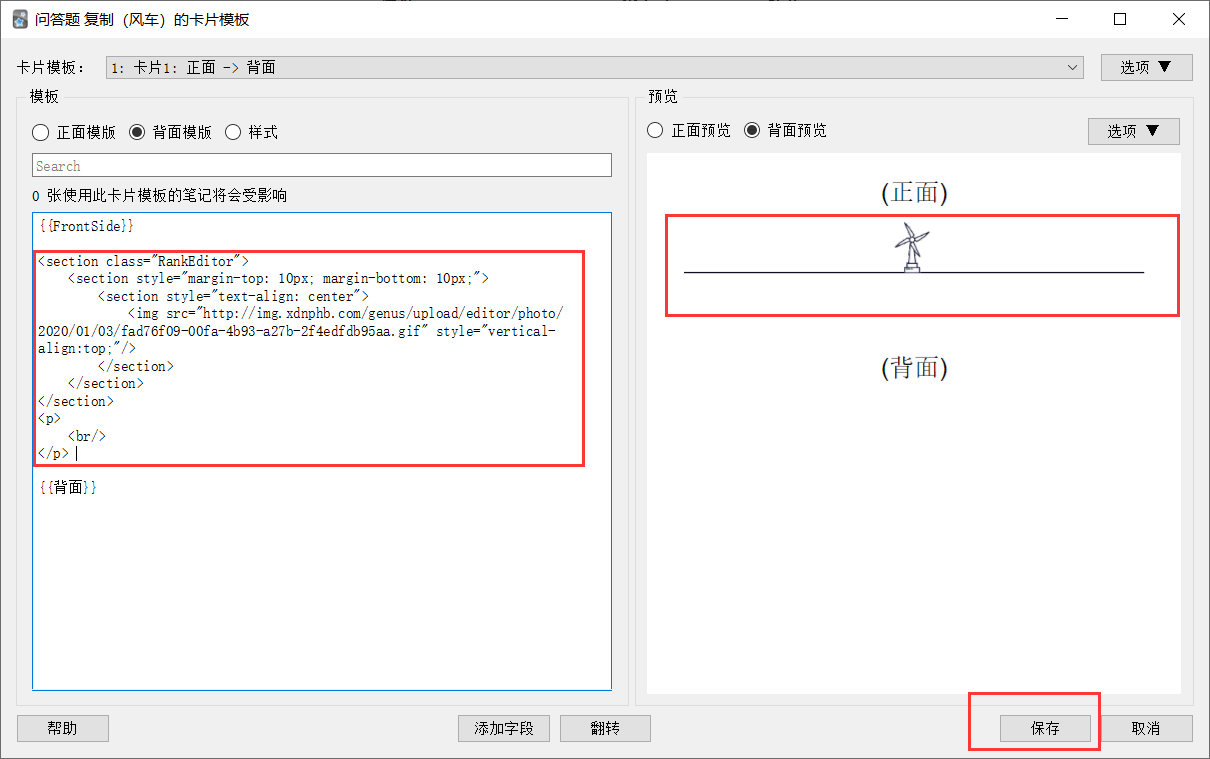 问答题 复制（风车）的卡片模板
卡片模板：
1: 卡片1: 正面 -> 背面
选项 ▼
模板
正面模版 背面模版 样式
Search
0 张使用此卡片模板的笔记将会受影响
{{FrontSide}}
<section class="RankEditor">
<section style="margin-top: 10px; margin-bottom: 10px;">
<section style="text-align: center">
<img src="http://img.xdnphb.com/genus/upload/editor/photo/
2020/01/03/fad76f09-00fa-4b93-a27b-2f4edfdb95aa.gif" style="vertical-
align:top;"/>
</section>
</section>
</section>
<p>
<br/>
</p>
{{背面}}
预览
正面预览 背面预览
选项 ▼
(正面)
(背面)
帮助
添加字段
翻转
保存
取消